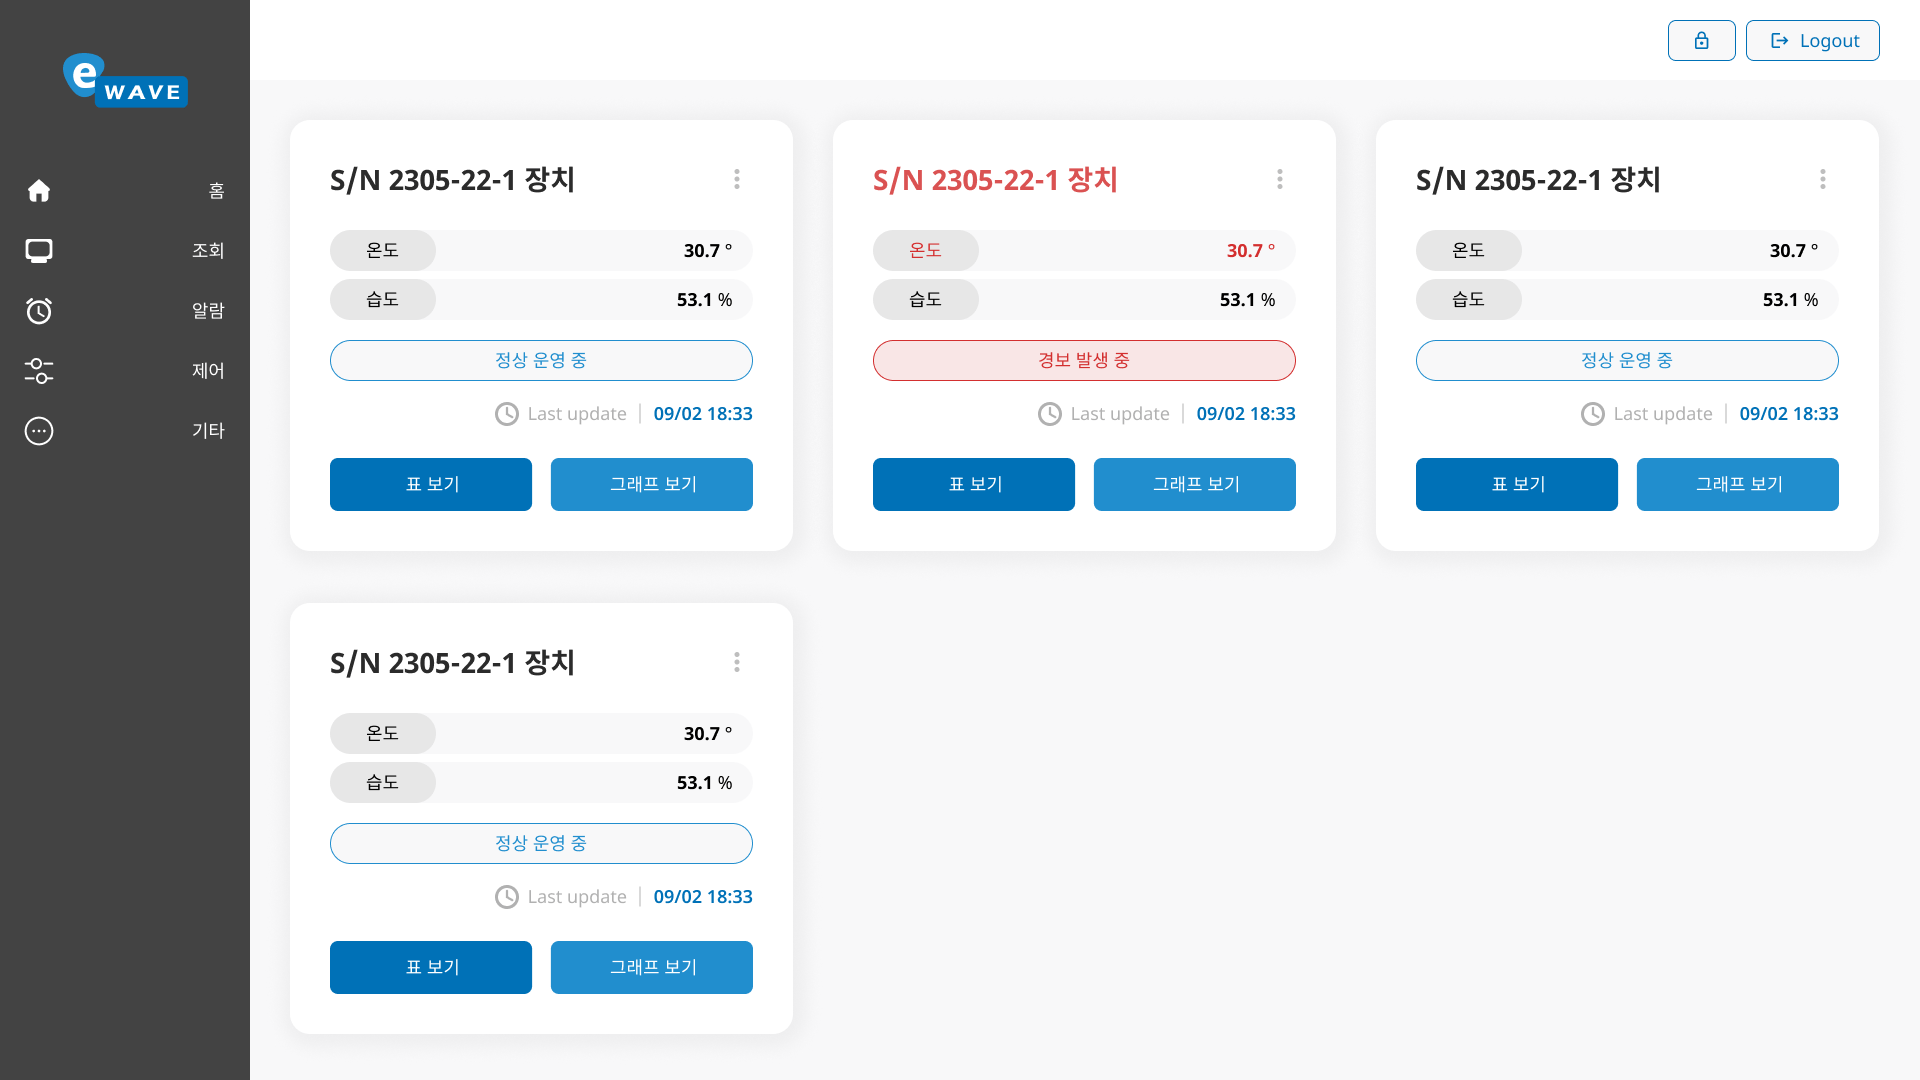 e WAVE
Logout
홈
조회
알람
제어
기타
S/N 2305-22-1 장치
온도 30.7 °
습도 53.1 %
정상 운영 중
Last update | 09/02 18:33
표 보기 그래프 보기
S/N 2305-22-1 장치
온도 30.7 °
습도 53.1 %
경보 발생 중
Last update | 09/02 18:33
표 보기 그래프 보기
S/N 2305-22-1 장치
온도 30.7 °
습도 53.1 %
정상 운영 중
Last update | 09/02 18:33
표 보기 그래프 보기
S/N 2305-22-1 장치
온도 30.7 °
습도 53.1 %
정상 운영 중
Last update | 09/02 18:33
표 보기 그래프 보기